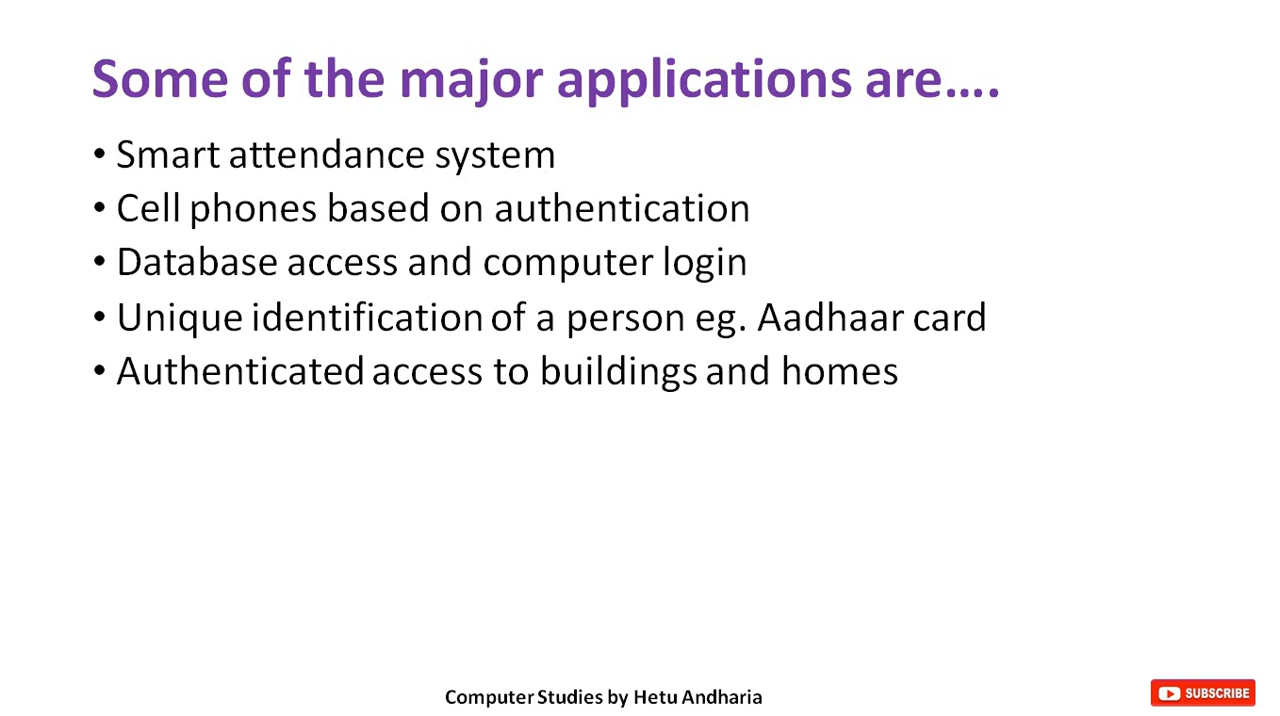 Some of the major applications are….
• Smart attendance system
• Cell phones based on authentication
• Database access and computer login
• Unique identification of a person eg. Aadhaar card
• Authenticated access to buildings and homes
Computer Studies by Hetu Andharia
SUBSCRIBE